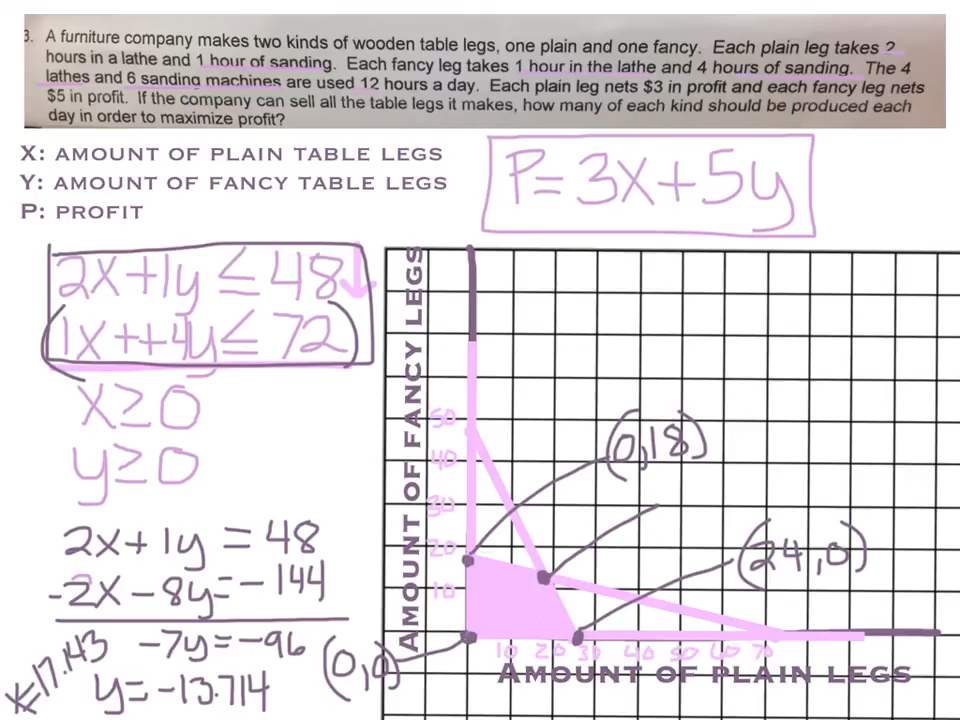 3. A furniture company makes two kinds of wooden table legs, one plain and one fancy. Each plain leg takes 2
hours in a lathe and 1 hour of sanding. Each fancy leg takes 1 hour in the lathe and 4 hours of sanding. The 4
lathes and 6 sanding machines are used 12 hours a day. Each plain leg nets $3 in profit and each fancy leg nets
$5 in profit. If the company can sell all the table legs it makes, how many of each kind should be produced each
day in order to maximize profit?
X: AMOUNT OF PLAIN TABLE LEGS
Y: AMOUNT OF FANCY TABLE LEGS
P: PROFIT
P=3x+5y
2x+1y≤48
(1x++4y≤72)
x≥0
y≥0
2x+1y=48
-2x-8y=-144
-7y=-96
y=-13.714
x=17.143
AMOUNT OF FANCY LEGS
50
40
30
20
10
(0,18)
(24,0)
(0,0)
10 20 30 40 50 60 70
AMOUNT OF PLAIN LEGS